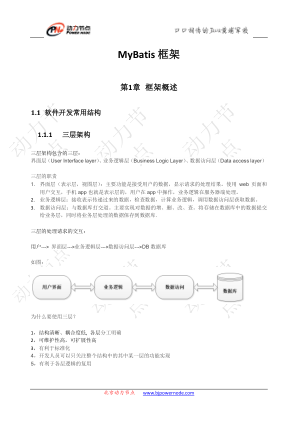 动力节点
POWER NODE
口口相传的Java黄埔军校
MyBatis 框架
第1章 框架概述
1.1 软件开发常用结构
1.1.1 三层架构
三层架构包含的三层:
界面层(User Interface layer)、业务逻辑层(Business Logic Layer)、数据访问层(Data access layer)
三层的职责
1. 界面层(表示层,视图层):主要功能是接受用户的数据,显示请求的处理结果。使用 web 页面和
用户交互,手机 app 也就是表示层的,用户在 app 中操作,业务逻辑在服务器端处理。
2. 业务逻辑层:接收表示传递过来的数据,检查数据,计算业务逻辑,调用数据访问层获取数据。
3. 数据访问层:与数据库打交道。主要实现对数据的增、删、改、查。将存储在数据库中的数据提交
给业务层,同时将业务层处理的数据保存到数据库.
三层的处理请求的交互:
用户---> 界面层--->业务逻辑层--->数据访问层--->DB 数据库
如图:
用户界面
业务逻辑
数据访问
数据库
为什么要使用三层?
1,结构清晰、耦合度低, 各层分工明确
2,可维护性高,可扩展性高
3,有利于标准化
4,开发人员可以只关注整个结构中的其中某一层的功能实现
5,有利于各层逻辑的复用
北京动力节点 www.bjpowernode.com